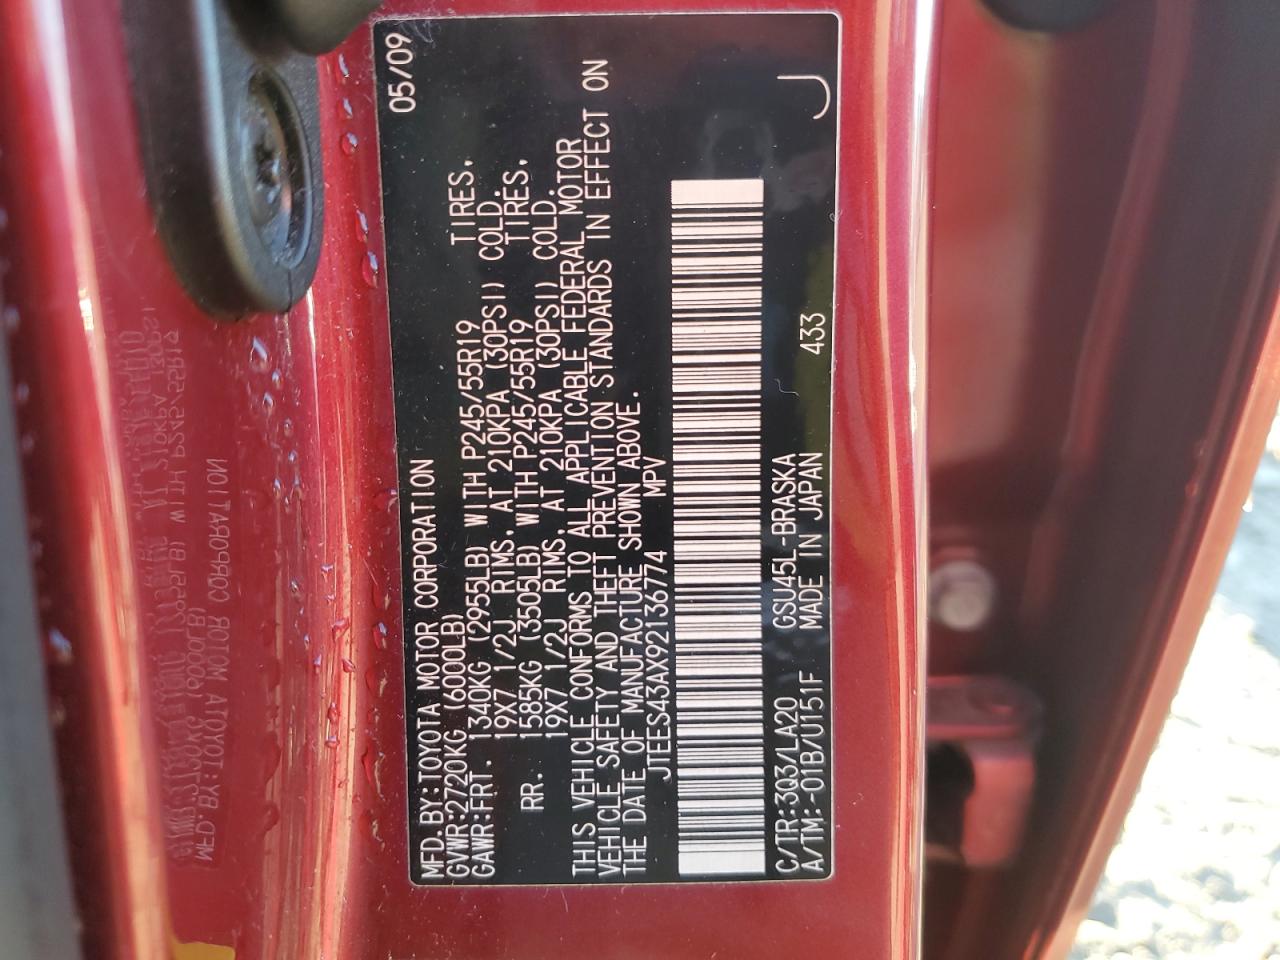 MFD.BY:TOYOTA MOTOR CORPORATION 05/09
GVWR:2720KG (6000LB)
GAWR:FRT. 1340KG (2955LB) WITH P245/55R19 TIRES.
19X7 1/2J RIMS, AT 210KPA (30PSI) COLD.
RR. 1585KG (3505LB) WITH P245/55R19 TIRES.
19X7 1/2J RIMS, AT 210KPA (30PSI) COLD.
THIS VEHICLE CONFORMS TO ALL APPLICABLE FEDERAL MOTOR
VEHICLE SAFETY AND THEFT PREVENTION STANDARDS IN EFFECT ON
THE DATE OF MANUFACTURE SHOWN ABOVE.
JTEES43AX92136774 MPV
C/TR:3Q3/LA20 GSU45L-BRASKA
A/TM:-01B/U151F MADE IN JAPAN 433 J